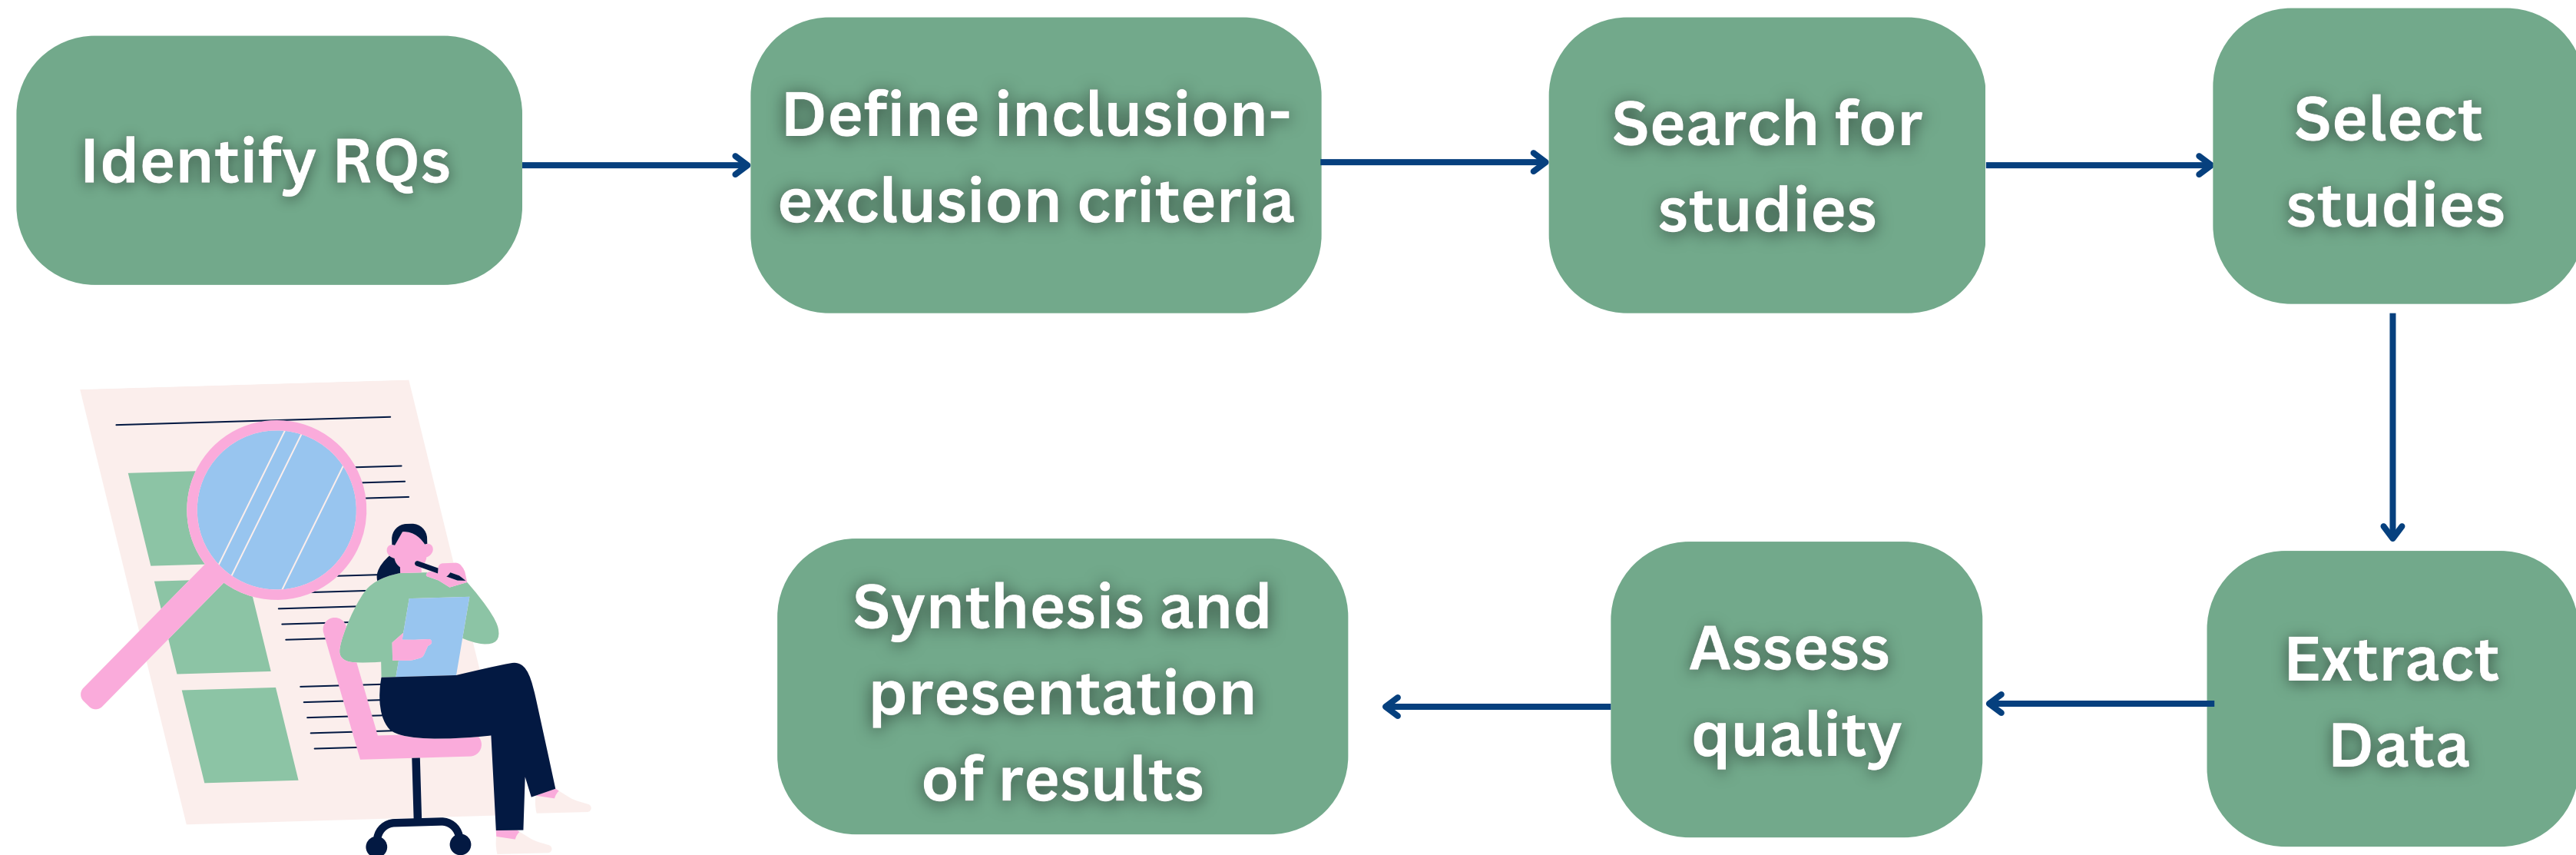 Identify RQs
Define inclusion-
exclusion criteria
Search for
studies
Select
studies
Extract
Data
Assess
quality
Synthesis and
presentation
of results